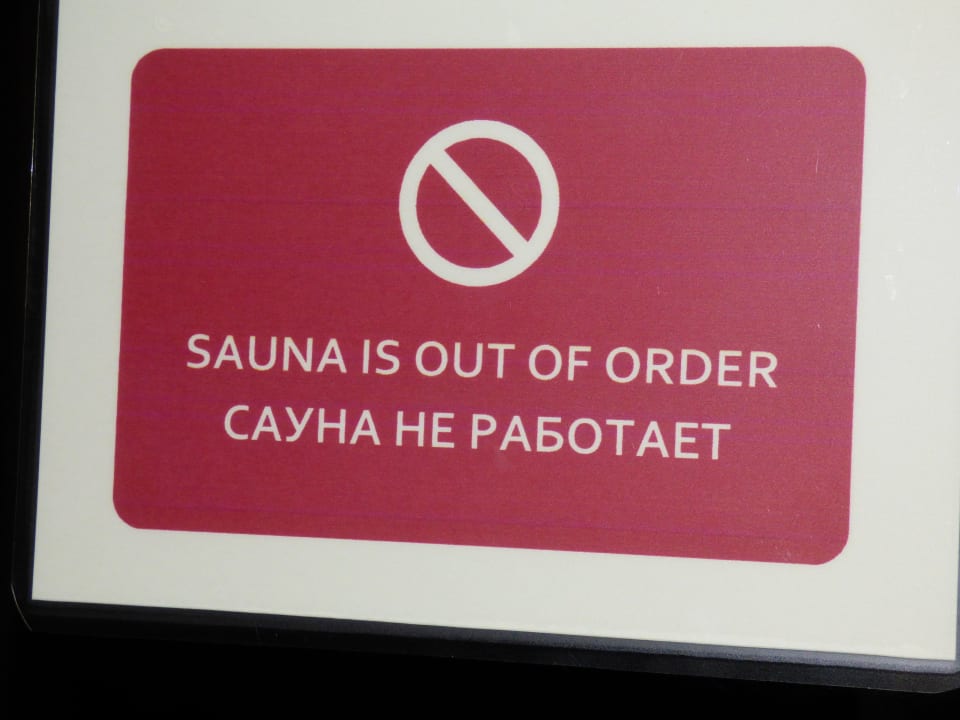 SAUNA IS OUT OF ORDER
САУНА НЕ РАБОТАЕТ